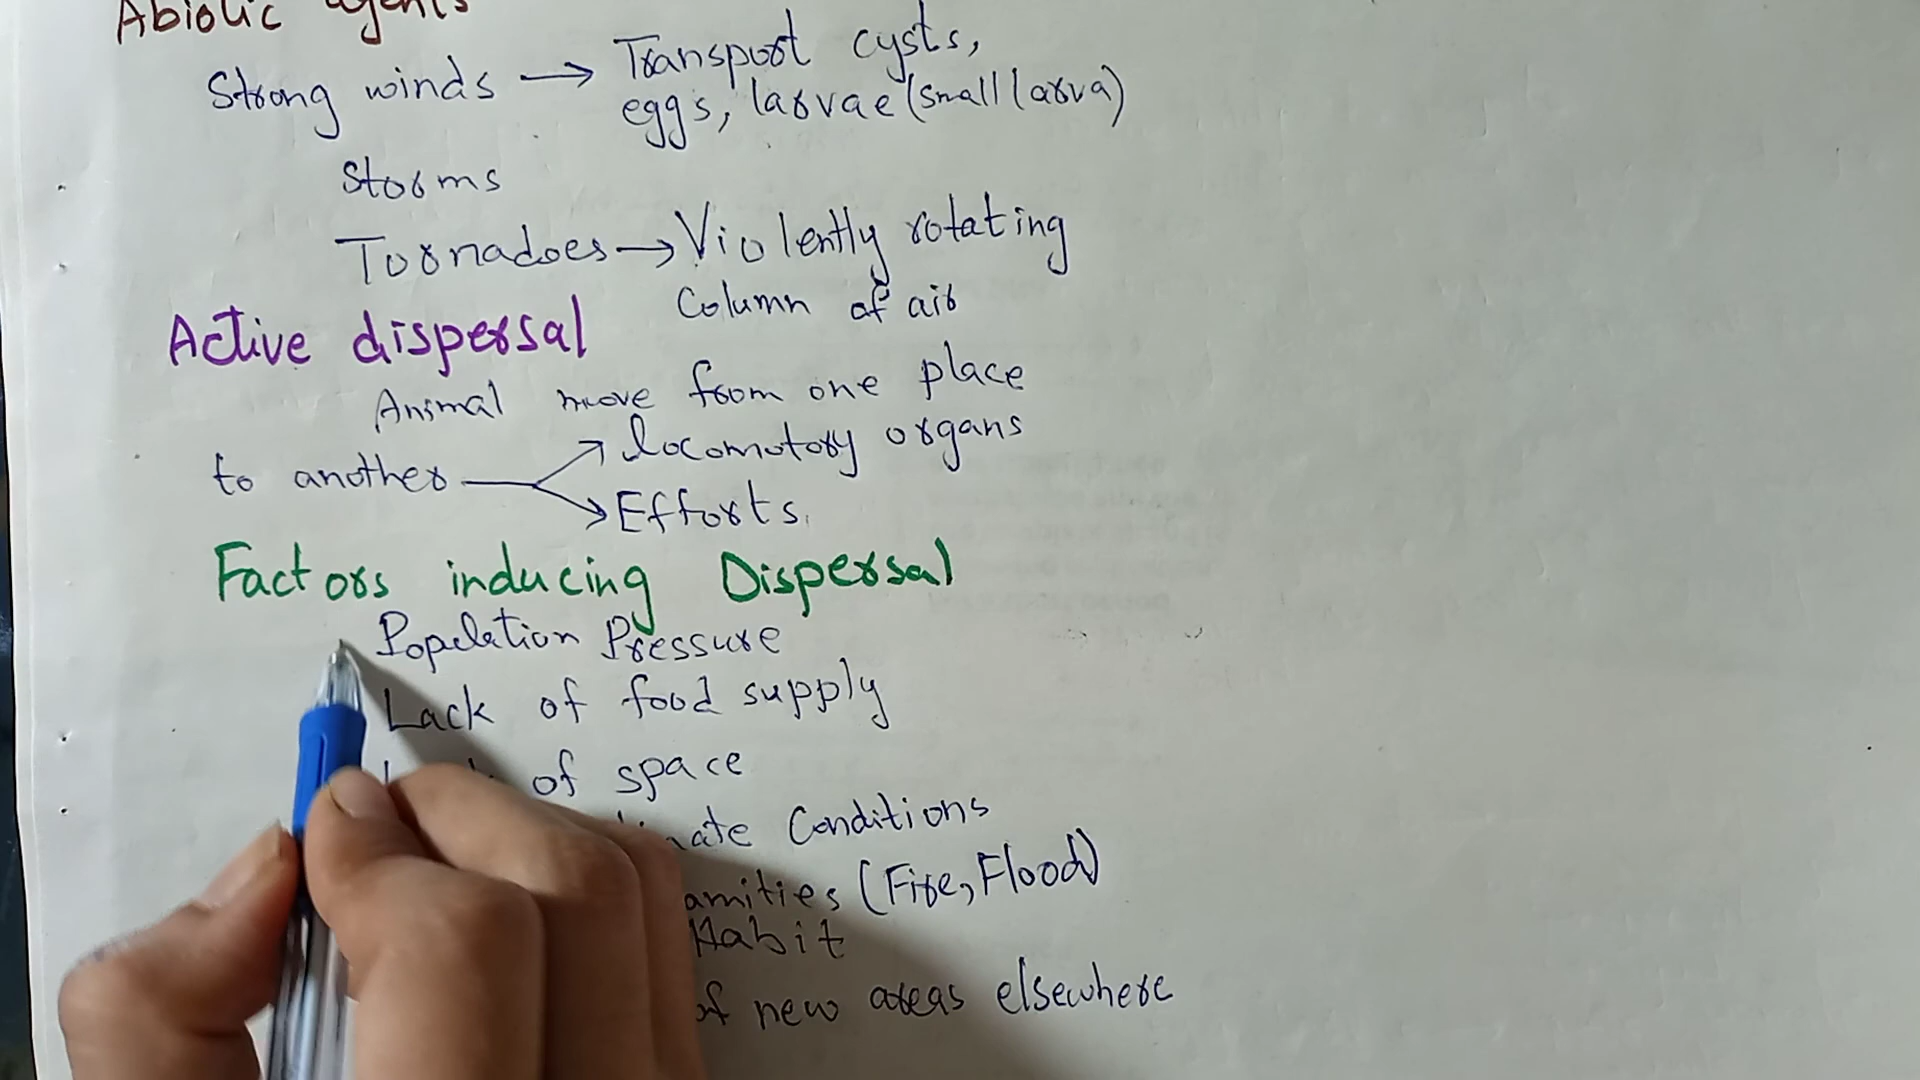 Abiotic agents
Strong winds → Transport cysts,
eggs, larvae (small larva)
Storms
Tornadoes → Violently rotating
Column of air
Active dispersal
Animal move from one place
to another → locomotory organs
→ Efforts.
Factors inducing Dispersal
Population Pressure
Lack of food supply
of space
Conditions
(Fire, Flood)
Habit
of new areas elsewhere